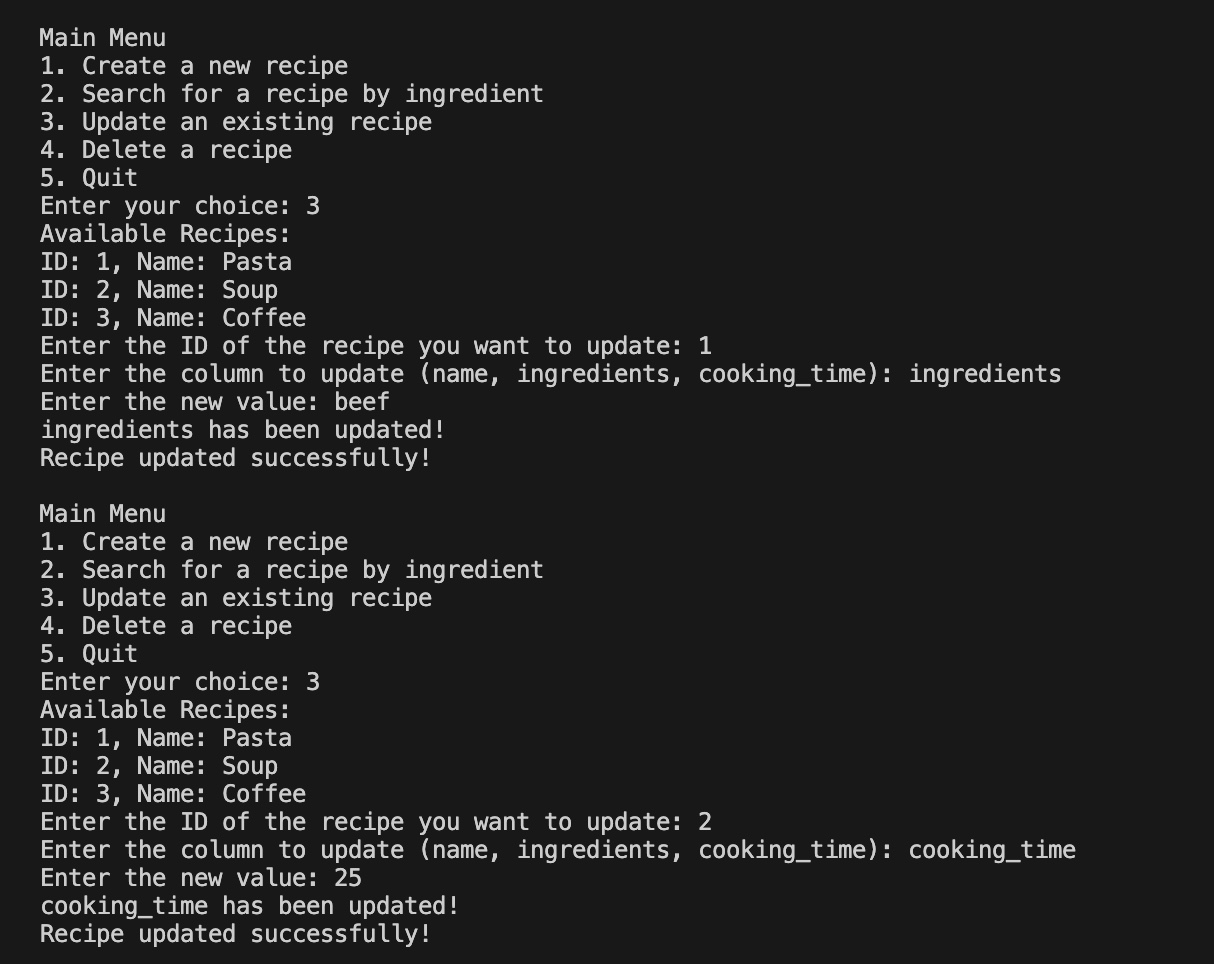 Main Menu
1. Create a new recipe
2. Search for a recipe by ingredient
3. Update an existing recipe
4. Delete a recipe
5. Quit
Enter your choice: 3
Available Recipes:
ID: 1, Name: Pasta
ID: 2, Name: Soup
ID: 3, Name: Coffee
Enter the ID of the recipe you want to update: 1
Enter the column to update (name, ingredients, cooking_time): ingredients
Enter the new value: beef
ingredients has been updated!
Recipe updated successfully!

Main Menu
1. Create a new recipe
2. Search for a recipe by ingredient
3. Update an existing recipe
4. Delete a recipe
5. Quit
Enter your choice: 3
Available Recipes:
ID: 1, Name: Pasta
ID: 2, Name: Soup
ID: 3, Name: Coffee
Enter the ID of the recipe you want to update: 2
Enter the column to update (name, ingredients, cooking_time): cooking_time
Enter the new value: 25
cooking_time has been updated!
Recipe updated successfully!